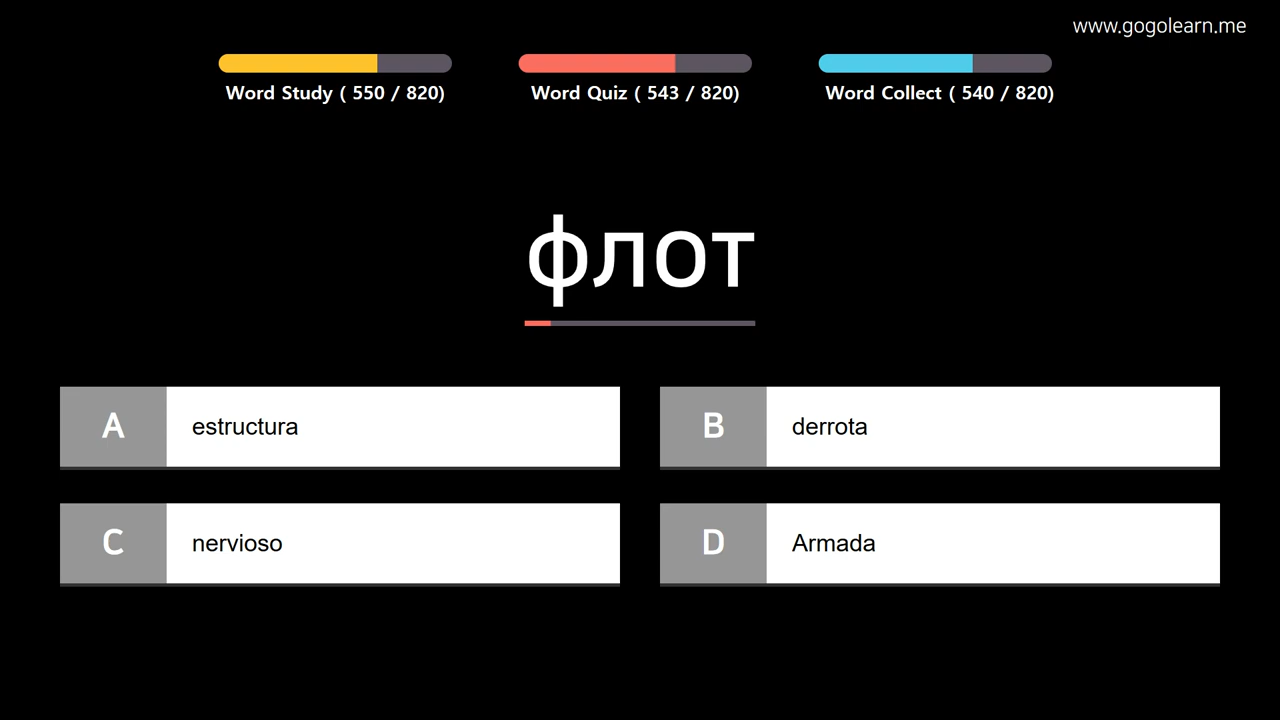 www.gogolearn.me
Word Study ( 550 / 820)
Word Quiz ( 543 / 820)
Word Collect ( 540 / 820)
флот
A estructura
B derrota
C nervioso
D Armada